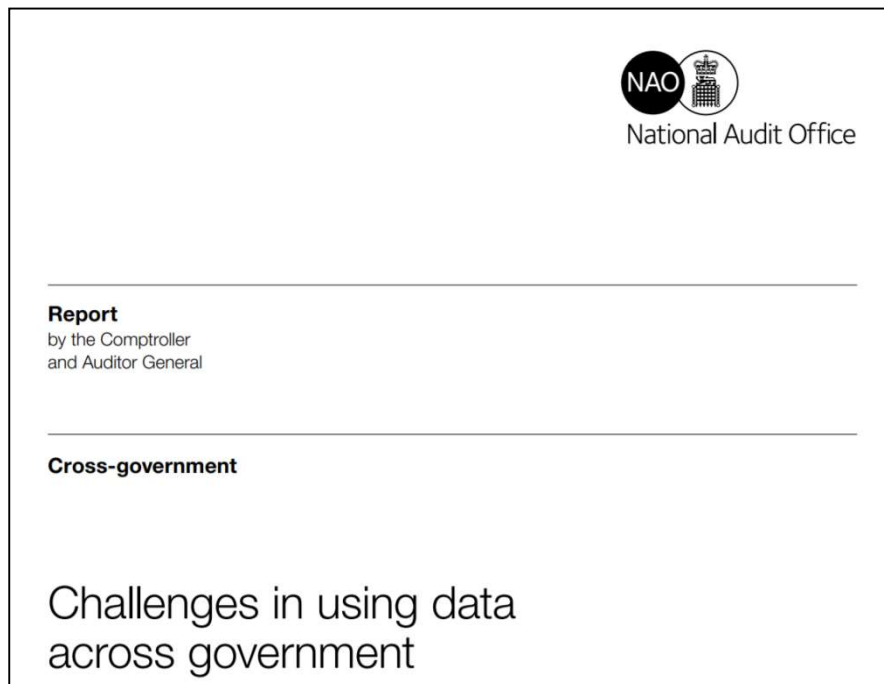 NAO
National Audit Office
Report
by the Comptroller
and Auditor General
Cross-government
Challenges in using data
across government